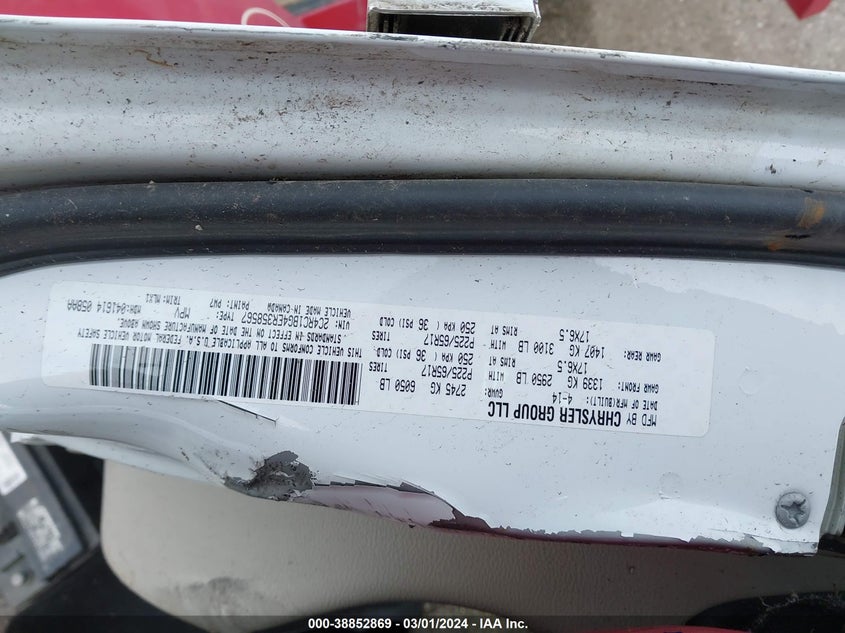 MFD BY
CHRYSLER GROUP LLC
DATE OF MFR(BUILT): 4-14
GVWR: 2745 KG 6050 LB
GAWR FRONT: 1339 KG 2950 LB WITH P225/65R17 TIRES
17X6.5 RIMS AT 250 KPA ( 36 PSI) COLD
GAWR REAR: 1407 KG 3100 LB WITH P225/65R17 TIRES
17X6.5 RIMS AT 250 KPA ( 36 PSI) COLD
THIS VEHICLE CONFORMS TO ALL APPLICABLE U.S.A. FEDERAL MOTOR VEHICLE SAFETY
STANDARDS IN EFFECT ON THE DATE OF MANUFACTURE SHOWN ABOVE.
VIN: 2C4RC1BG4ER358567 TYPE: MPV MDH:041614 058AA
VEHICLE MADE IN CANADA PAINT: PW7 TRIM: MLX1
000-38852869 - 03/01/2024 - © IAA, Inc.